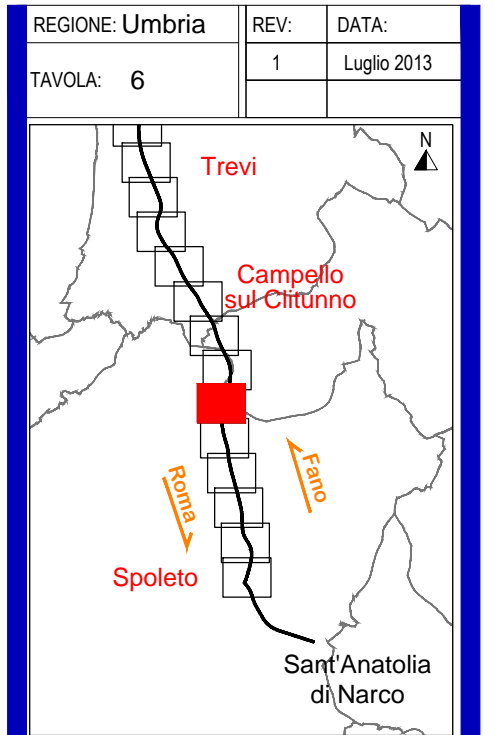 REGIONE: Umbria
REV:
DATA:
1
Luglio 2013
TAVOLA: 6
N
Trevi
Campello
sul Clitunno
Fano
Roma
Spoleto
Sant'Anatolia
di Narco